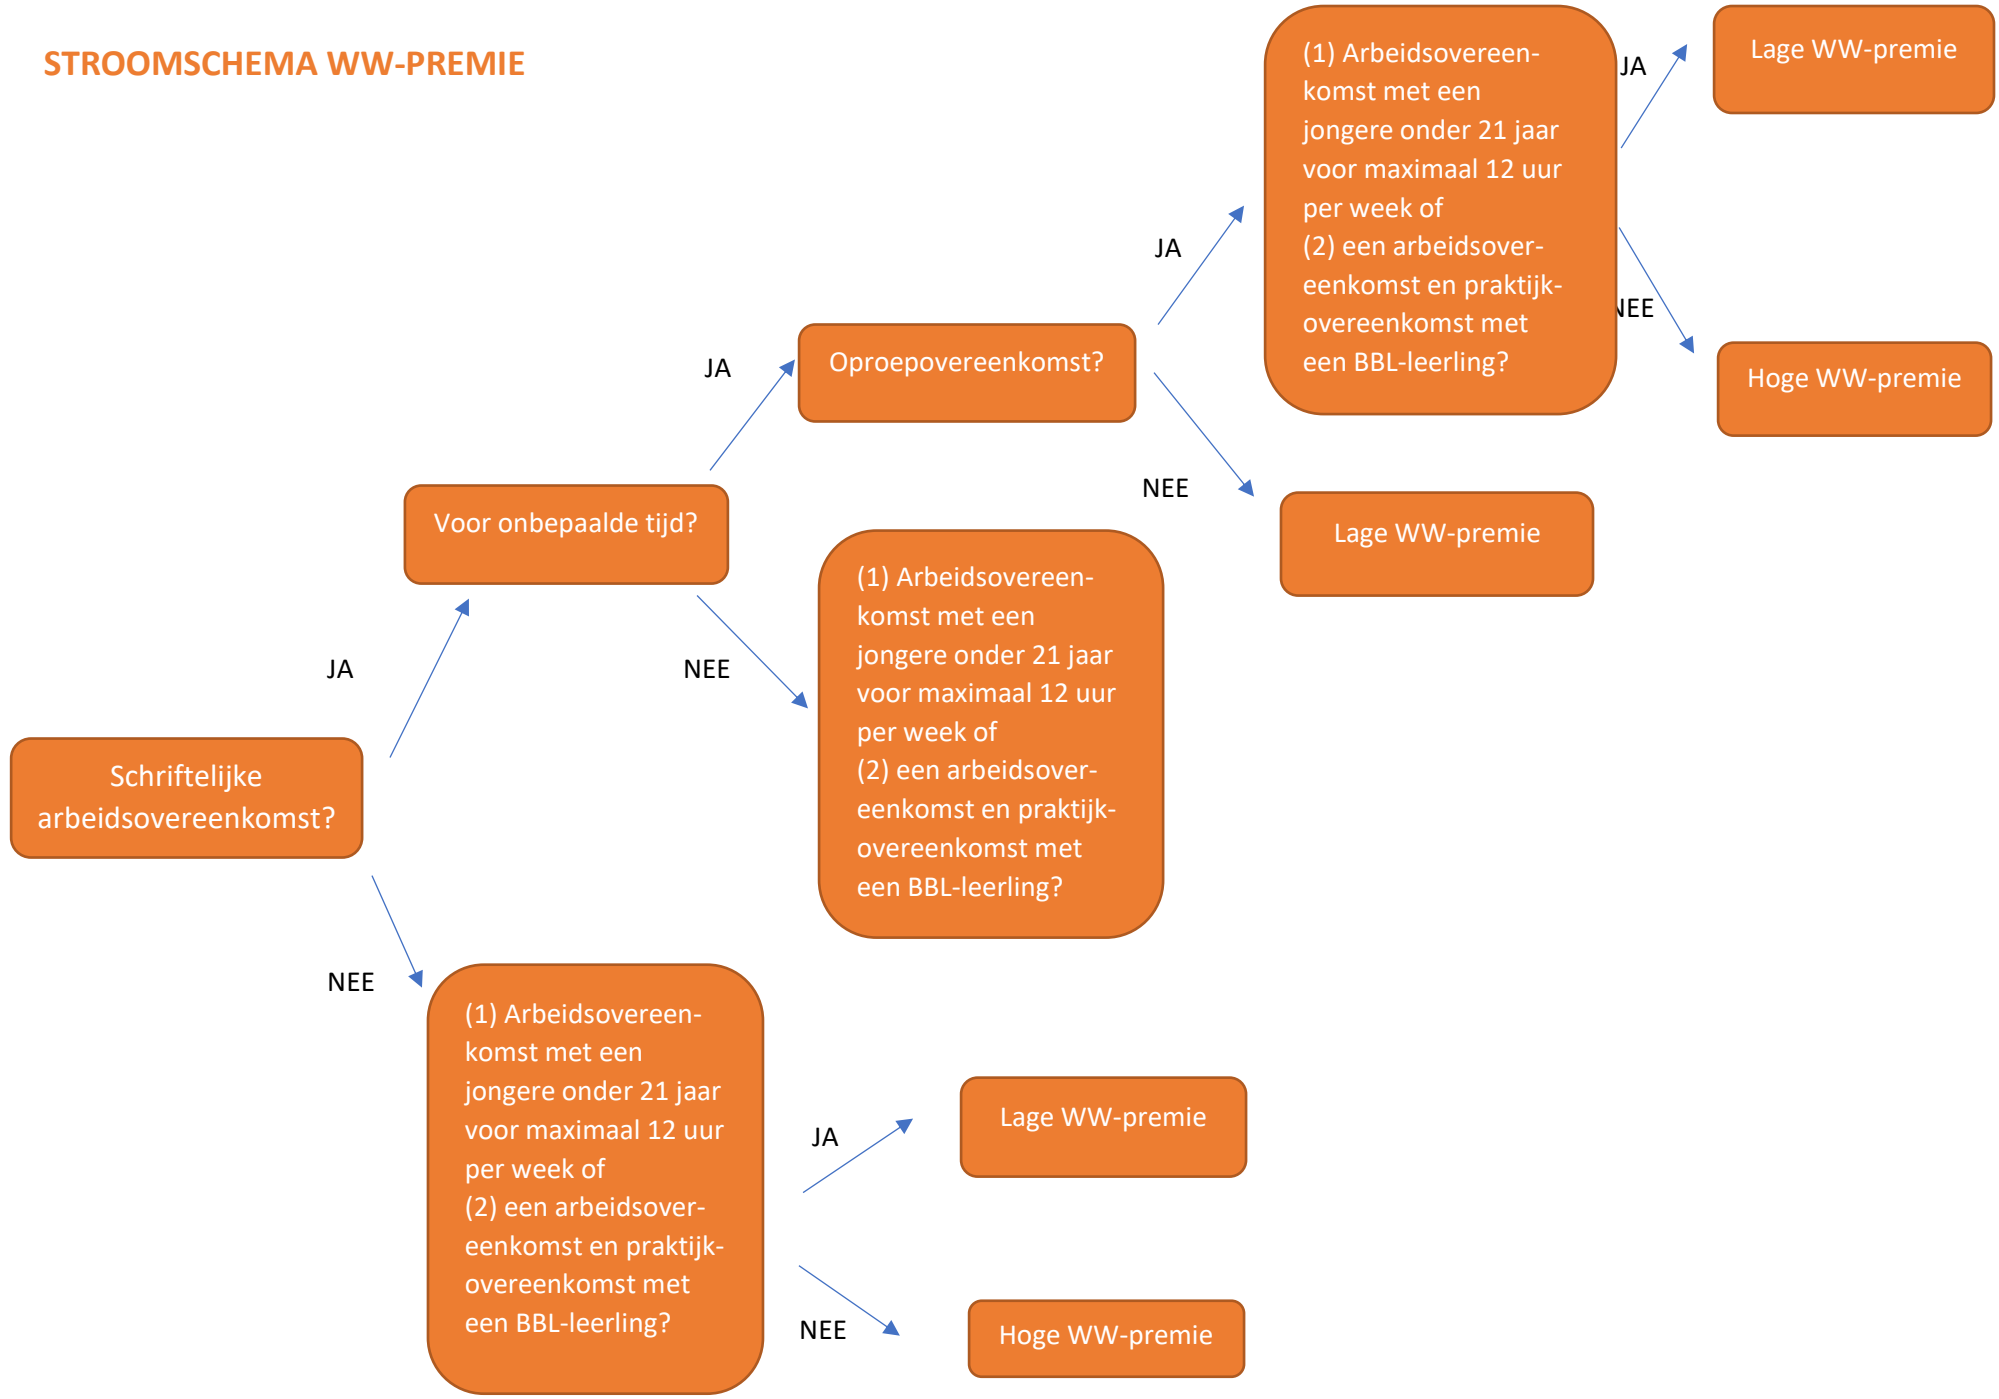 STROOMSCHEMA WW-PREMIE
(1) Arbeidsovereen-
komst met een
jongere onder 21 jaar
voor maximaal 12 uur
per week of
(2) een arbeidsover-
eenkomst en praktijk-
overeenkomst met
een BBL-leerling?
JA
Lage WW-premie
NEE
Hoge WW-premie
JA
Oproepovereenkomst?
NEE
Lage WW-premie
JA
Voor onbepaalde tijd?
NEE
(1) Arbeidsovereen-
komst met een
jongere onder 21 jaar
voor maximaal 12 uur
per week of
(2) een arbeidsover-
eenkomst en praktijk-
overeenkomst met
een BBL-leerling?
JA
Schriftelijke
arbeidsovereenkomst?
NEE
(1) Arbeidsovereen-
komst met een
jongere onder 21 jaar
voor maximaal 12 uur
per week of
(2) een arbeidsover-
eenkomst en praktijk-
overeenkomst met
een BBL-leerling?
JA
Lage WW-premie
NEE
Hoge WW-premie